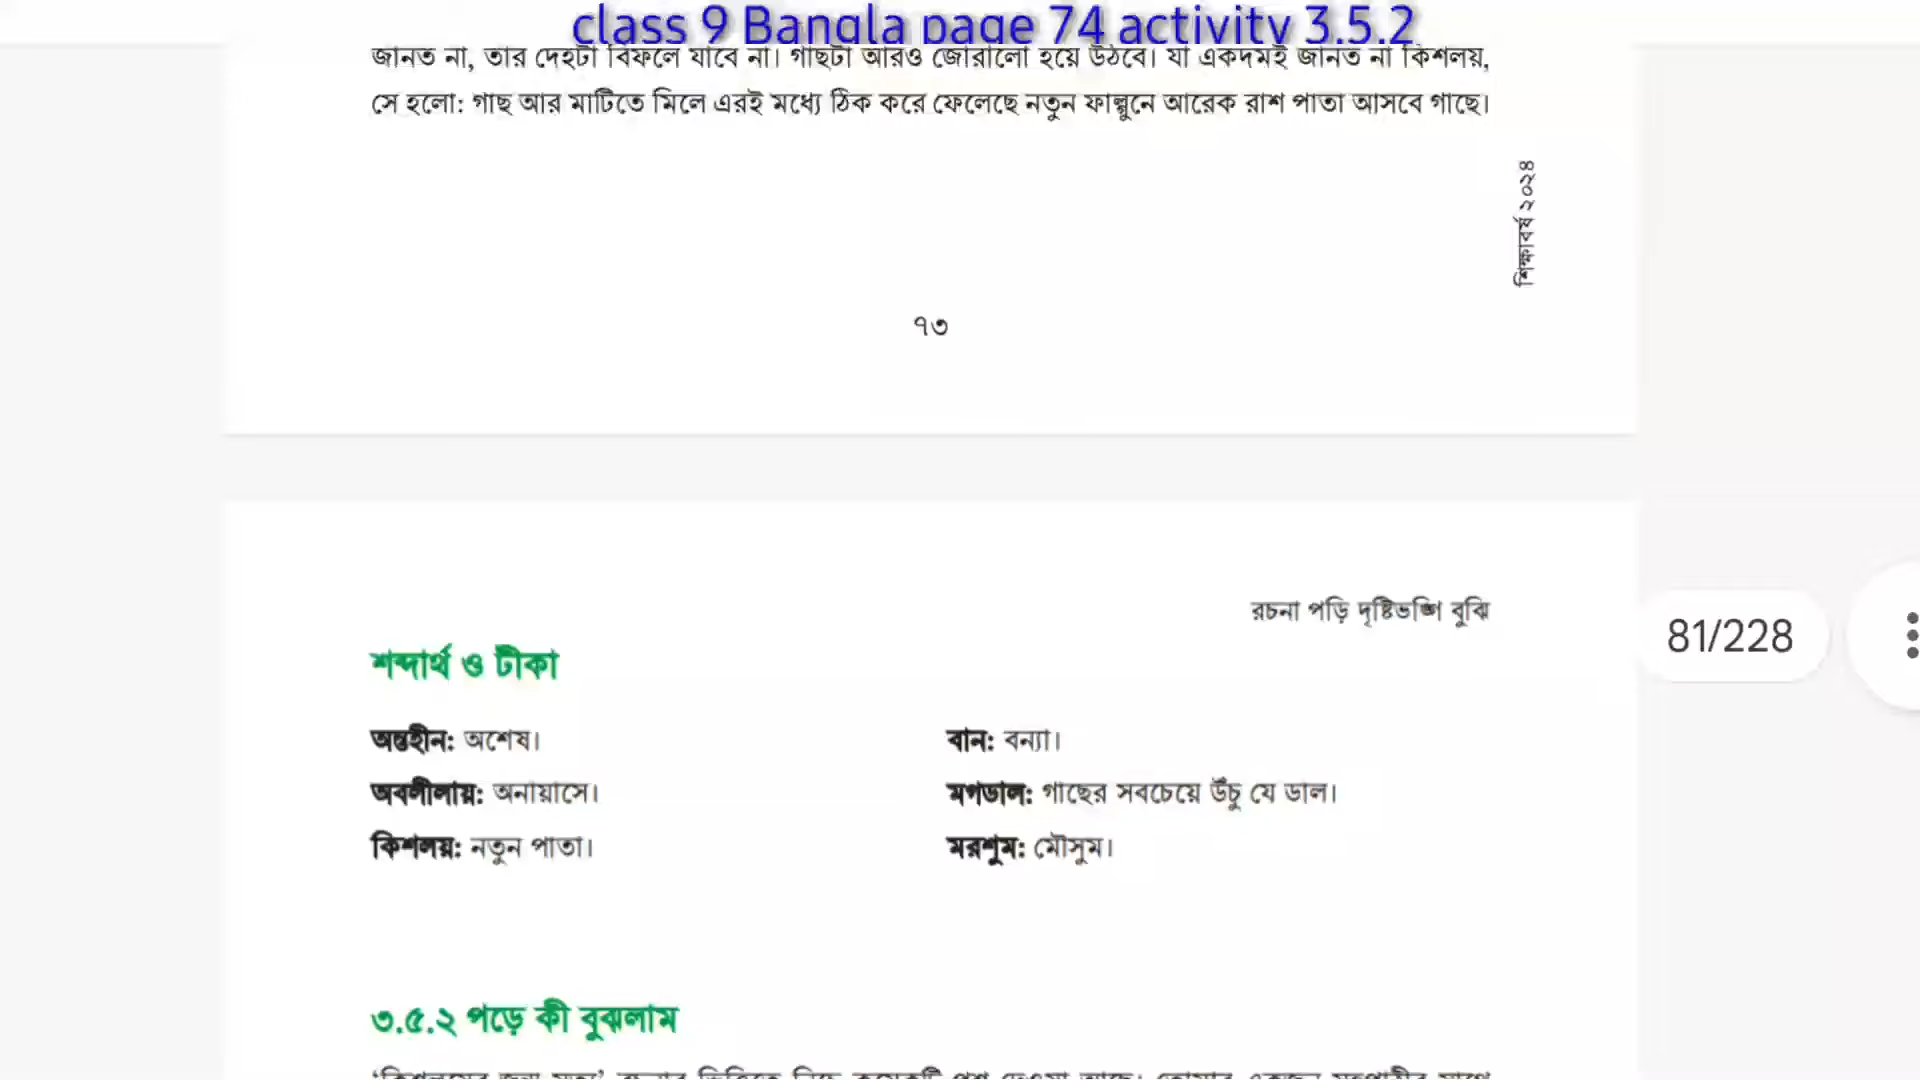 class 9 Bangla page 74 activity 3.5.2
জানত না, তার দেহটা বিফলে যাবে না। গাছটা আরও জোরালো হয়ে উঠবে। যা একদমই জানত না কিশলয়,
সে হলো: গাছ আর মাটিতে মিলে এরই মধ্যে ঠিক করে ফেলেছে নতুন ফাল্গুনে আরেক রাশ পাতা আসবে গাছে।
শিক্ষাবর্ষ ২০২৪
৭৩
রচনা পড়ি দৃষ্টিভঙ্গি বুঝি
81/228
শব্দার্থ ও টীকা
অন্তহীন: অশেষ।
বান: বন্যা।
অবলীলায়: অনায়াসে।
মগডাল: গাছের সবচেয়ে উঁচু যে ডাল।
কিশলয়: নতুন পাতা।
মরশুম: মৌসুম।
৩.৫.২ পড়ে কী বুঝলাম